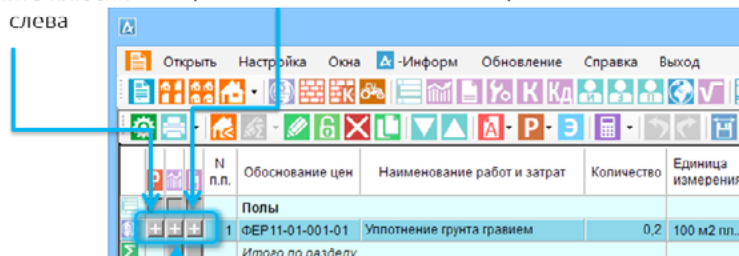 слева
Открыть Настройка Окна А -Информ Обновление Справка Выход
К К Кд
А Р Э
Р И N п.п. Обоснование цен Наименование работ и затрат Количество Единица измерения
Полы
1 ФЕР11-01-001-01 Уплотнение грунта гравием 0,2 100 м2 пл..
Итого по разделу